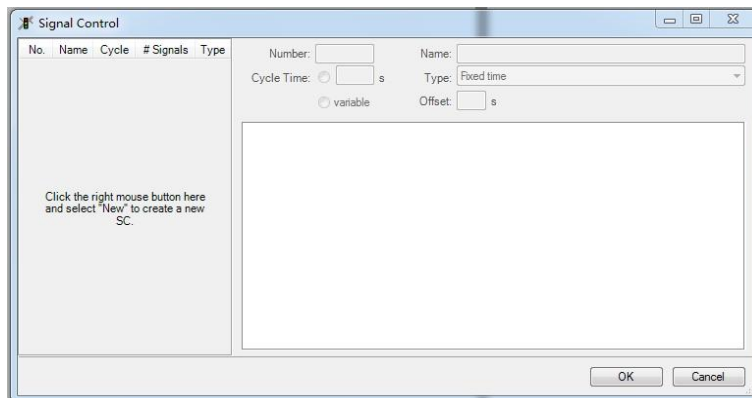 Signal Control
No. Name Cycle # Signals Type
Number:
Name:
Cycle Time: s
Type: Fixed time
variable
Offset: s
Click the right mouse button here
and select "New" to create a new
SC.
OK Cancel